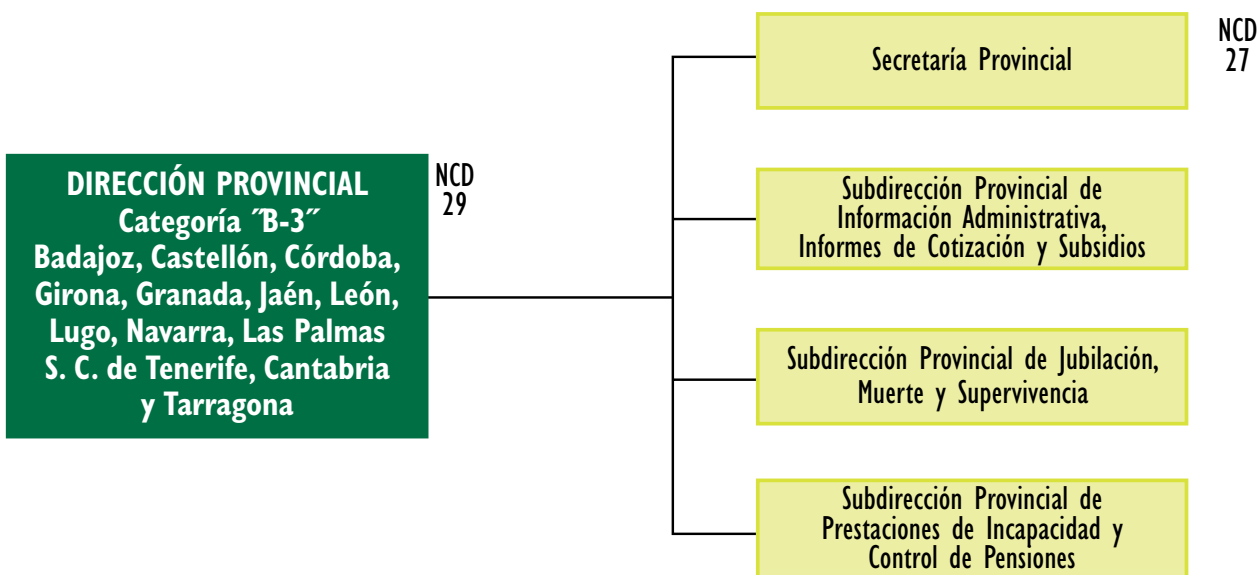 DIRECCIÓN PROVINCIAL
Categoría ˝B-3˝
Badajoz, Castellón, Córdoba,
Girona, Granada, Jaén, León,
Lugo, Navarra, Las Palmas
S. C. de Tenerife, Cantabria
y Tarragona
NCD
29
Secretaría Provincial
NCD
27
Subdirección Provincial de
Información Administrativa,
Informes de Cotización y Subsidios
Subdirección Provincial de Jubilación,
Muerte y Supervivencia
Subdirección Provincial de
Prestaciones de Incapacidad y
Control de Pensiones